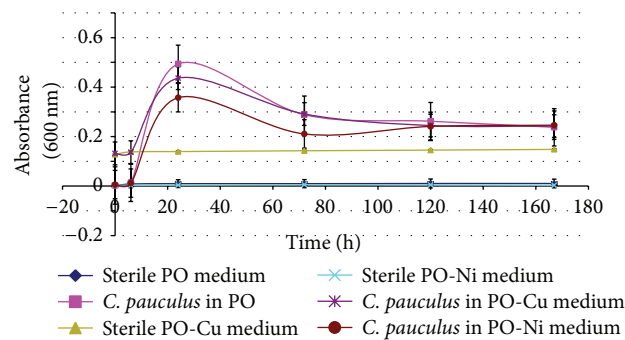 0.6
0.4
0.2
0
−0.2
−20
0
20
40
60
80
100
120
140
160
180
Absorbance
(600 nm)
Time (h)
Sterile PO medium
C. pauculus in PO
Sterile PO-Cu medium
Sterile PO-Ni medium
C. pauculus in PO-Cu medium
C. pauculus in PO-Ni medium